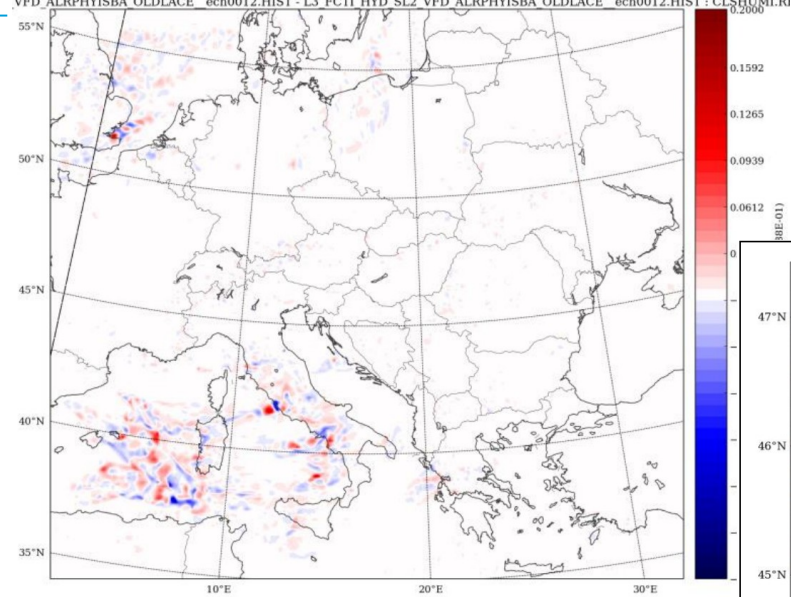 VFD_ALRPHYISBA_OLDLACE__ech0012.HIST - L3_FCTI_HYD_SL2_VFD_ALRPHYISBA_OLDLACE__ech0012.HIST : CLSHUMI.RE
55°N
50°N
45°N
40°N
35°N
10°E
20°E
30°E
0.2000
0.1592
0.1265
0.0939
0.0612
0.
47°N
46°N
45°N